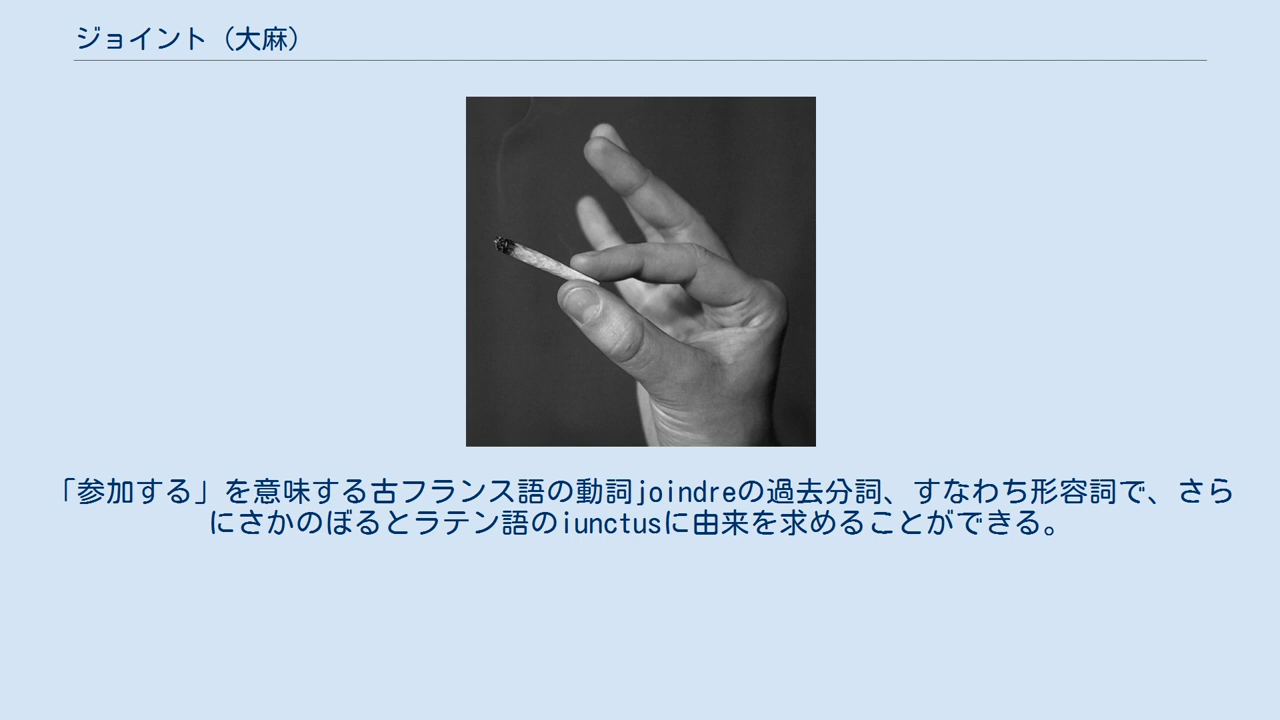 ジョイント（大麻）
「参加する」を意味する古フランス語の動詞joindreの過去分詞、すなわち形容詞で、さら
にさかのぼるとラテン語のiunctusに由来を求めることができる。